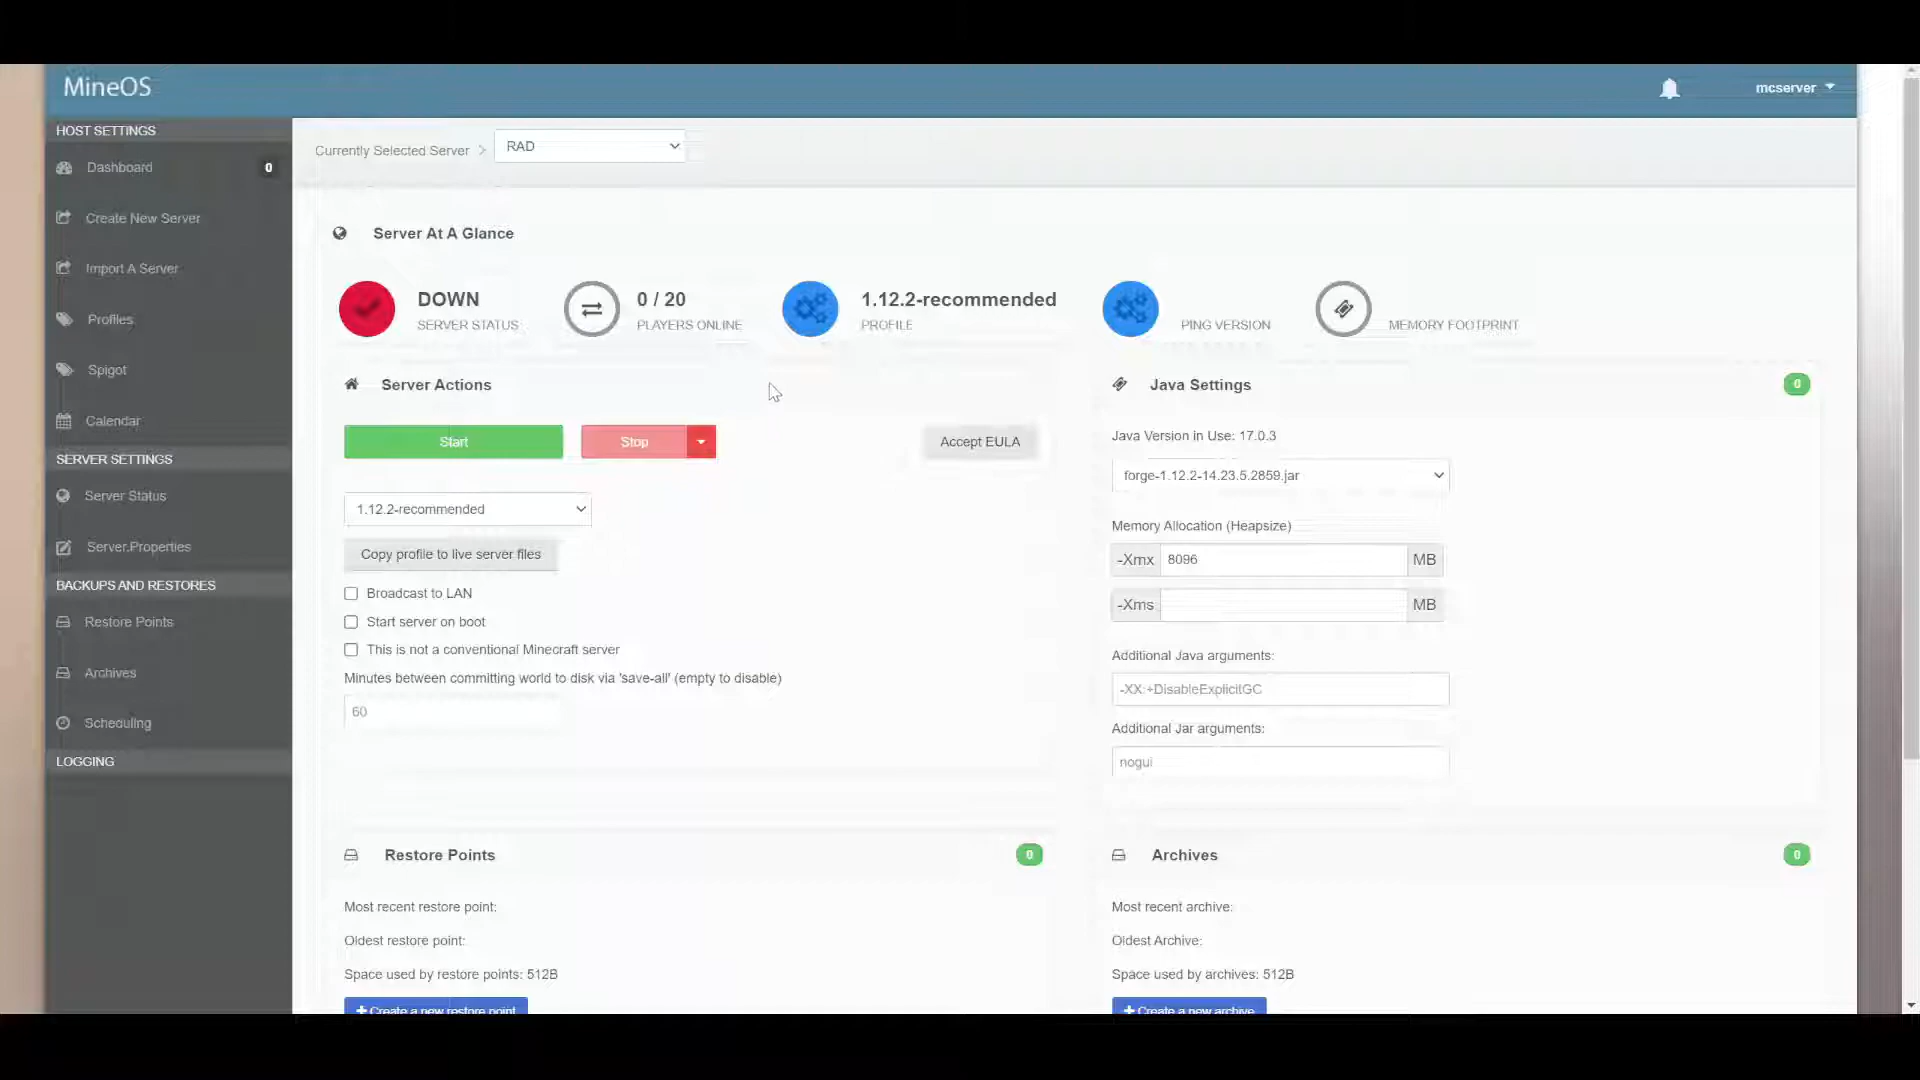 MineOS
mcserver
HOST SETTINGS
Dashboard 0
Create New Server
Import A Server
Profiles
Spigot
Calendar
SERVER SETTINGS
Server Status
Server.Properties
BACKUPS AND RESTORES
Restore Points
Archives
Scheduling
LOGGING
Currently Selected Server > RAD
Server At A Glance
DOWN
SERVER STATUS
0 / 20
PLAYERS ONLINE
1.12.2-recommended
PROFILE
PING VERSION
MEMORY FOOTPRINT
Server Actions
Start
Stop
Accept EULA
1.12.2-recommended
Copy profile to live server files
Broadcast to LAN
Start server on boot
This is not a conventional Minecraft server
Minutes between committing world to disk via 'save-all' (empty to disable)
60
Java Settings 0
Java Version in Use: 17.0.3
forge-1.12.2-14.23.5.2859.jar
Memory Allocation (Heapsize)
-Xmx 8096 MB
-Xms MB
Additional Java arguments:
-XX:+DisableExplicitGC
Additional Jar arguments:
nogui
Restore Points 0
Most recent restore point:
Oldest restore point:
Space used by restore points: 512B
+ Create a new restore point
Archives 0
Most recent archive:
Oldest Archive:
Space used by archives: 512B
+ Create a new archive